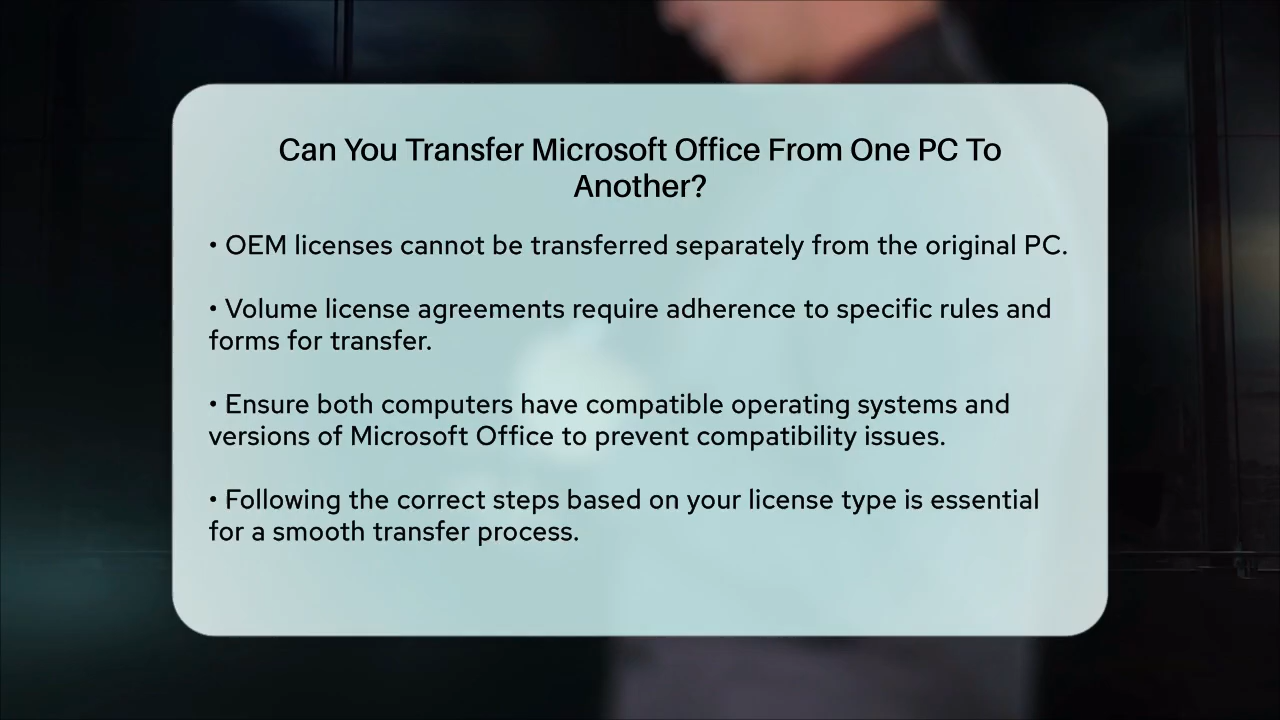 Can You Transfer Microsoft Office From One PC To
Another?
• OEM licenses cannot be transferred separately from the original PC.
• Volume license agreements require adherence to specific rules and
forms for transfer.
• Ensure both computers have compatible operating systems and
versions of Microsoft Office to prevent compatibility issues.
• Following the correct steps based on your license type is essential
for a smooth transfer process.